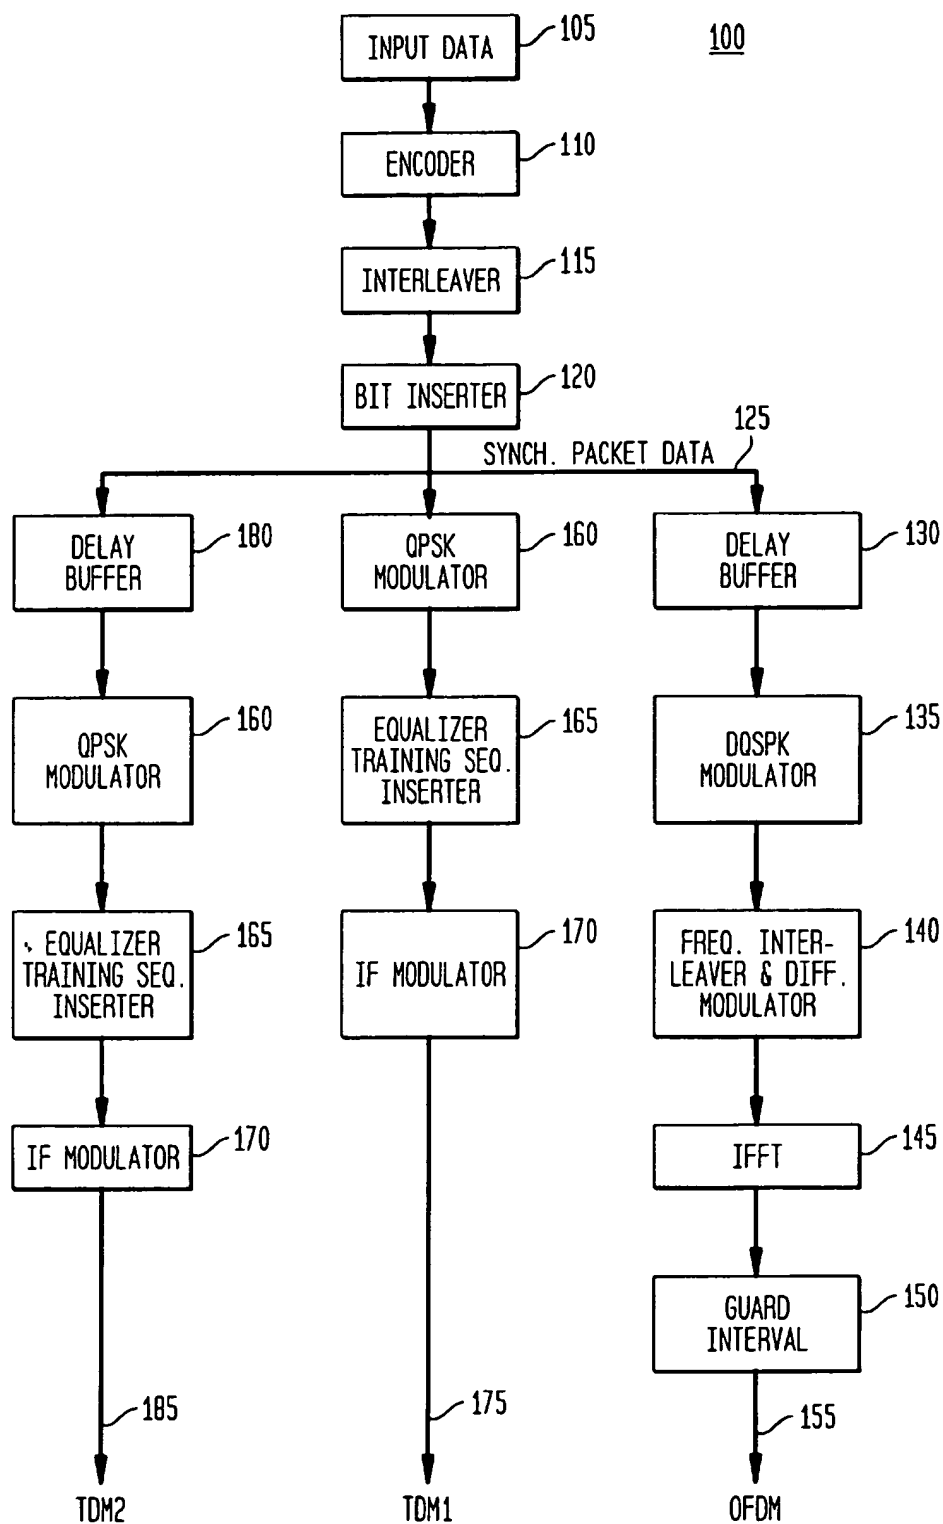 100
INPUT DATA
105
ENCODER
110
INTERLEAVER
115
BIT INSERTER
120
SYNCH. PACKET DATA
125
DELAY
BUFFER
180
QPSK
MODULATOR
160
DELAY
BUFFER
130
QPSK
MODULATOR
160
EQUALIZER
TRAINING SEQ.
INSERTER
165
DQSPK
MODULATOR
135
EQUALIZER
TRAINING SEQ.
INSERTER
165
IF MODULATOR
170
FREQ. INTER-
LEAVER & DIFF.
MODULATOR
140
IF MODULATOR
170
IFFT
145
GUARD
INTERVAL
150
185
175
155
TDM2
TDM1
OFDM